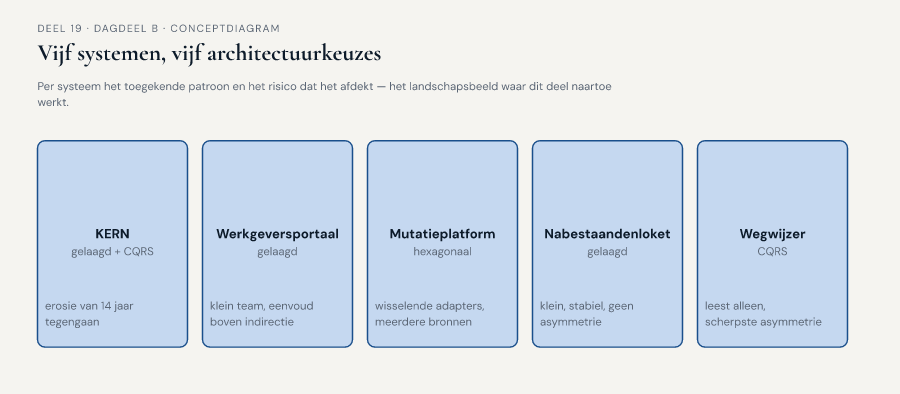 DEEL 19 · DAGDEEL B · CONCEPTDIAGRAM
Vijf systemen, vijf architectuurkeuzes
Per systeem het toegekende patroon en het risico dat het afdekt — het landschapsbeeld waar dit deel naartoe
werkt.
KERN
gelaagd + CQRS
erosie van 14 jaar
tegengaan
Werkgeversportaal
gelaagd
klein team, eenvoud
boven indirectie
Mutatieplatform
hexagonaal
wisselende adapters,
meerdere bronnen
Nabestaandenloket
gelaagd
klein, stabiel, geen
asymmetrie
Wegwijzer
CQRS
leest alleen,
scherpste asymmetrie